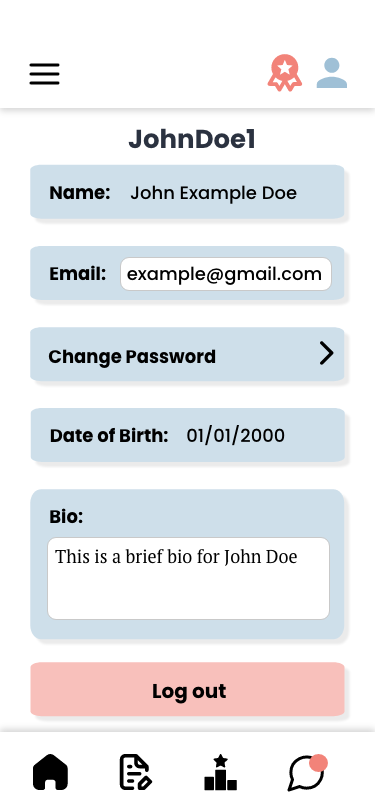 JohnDoe1
Name: John Example Doe
Email: example@gmail.com
Change Password
Date of Birth: 01/01/2000
Bio:
This is a brief bio for John Doe
Log out